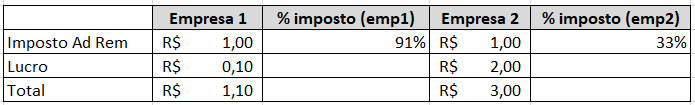 Empresa 1 % imposto (emp1) Empresa 2 % imposto (emp2)
Imposto Ad Rem R$ 1,00 91% R$ 1,00 33%
Lucro R$ 0,10 R$ 2,00
Total R$ 1,10 R$ 3,00